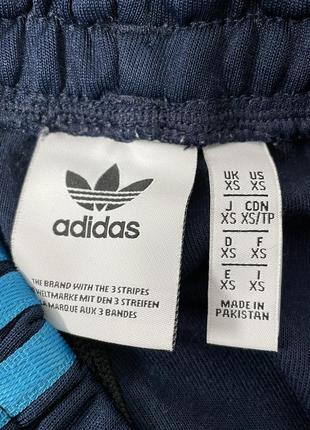 adidas
THE BRAND WITH THE 3 STRIPES
WELTMARKE MIT DEN 3 STREIFEN
LA MARQUE AUX 3 BANDES
UK US
XS XS
J CDN
XS XS/TP
D F
XS XS
E I
XS XS
MADE IN
PAKISTAN